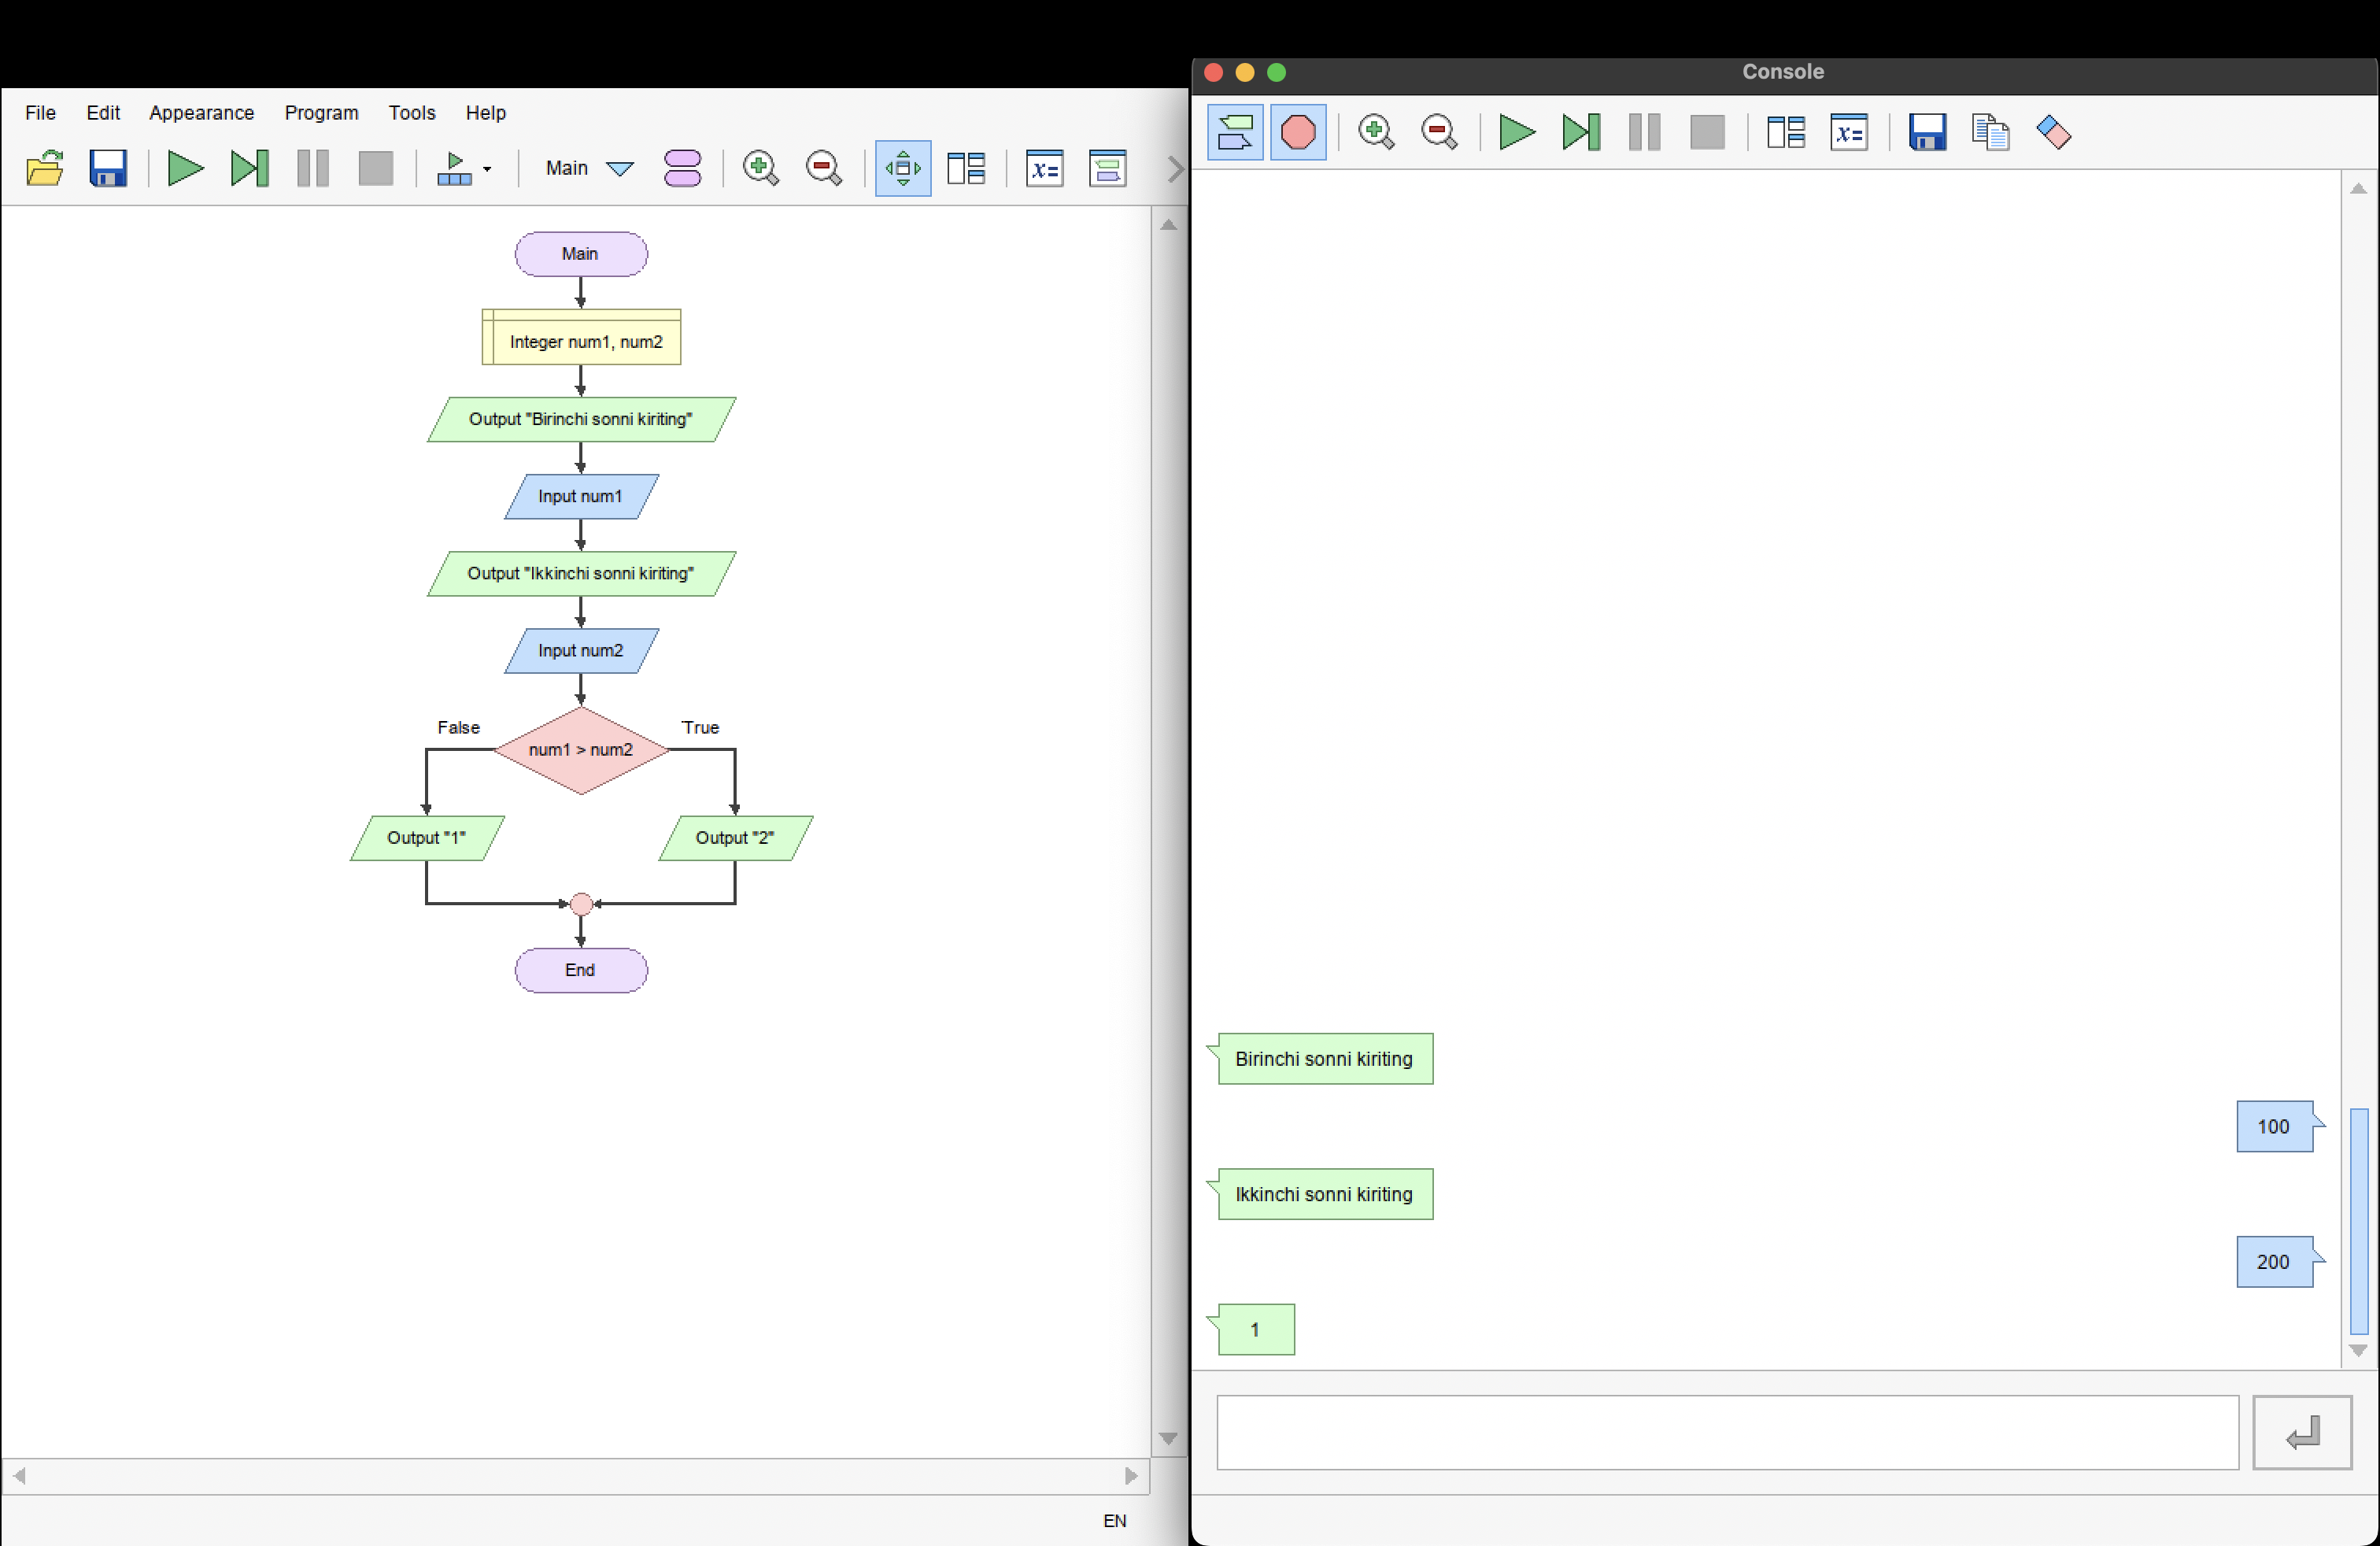 File Edit Appearance Program Tools Help
Main
x=
Main
Integer num1, num2
Output "Birinchi sonni kiriting"
Input num1
Output "Ikkinchi sonni kiriting"
Input num2
False True
num1 > num2
Output "1" Output "2"
End
EN
Console
x=
Birinchi sonni kiriting
100
Ikkinchi sonni kiriting
200
1